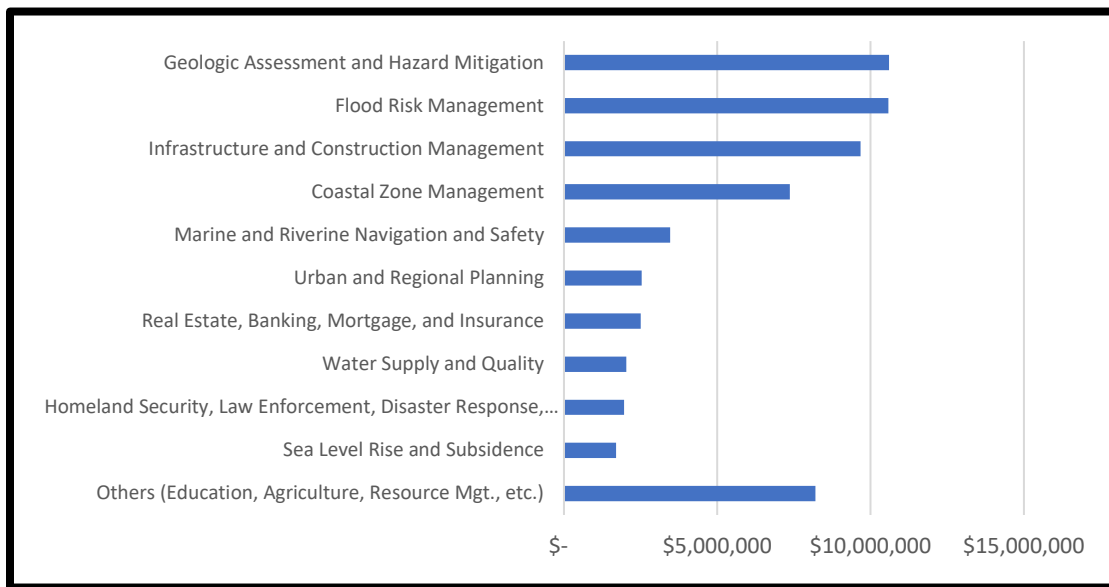 Geologic Assessment and Hazard Mitigation
Flood Risk Management
Infrastructure and Construction Management
Coastal Zone Management
Marine and Riverine Navigation and Safety
Urban and Regional Planning
Real Estate, Banking, Mortgage, and Insurance
Water Supply and Quality
Homeland Security, Law Enforcement, Disaster Response,...
Sea Level Rise and Subsidence
Others (Education, Agriculture, Resource Mgt., etc.)
$- $5,000,000 $10,000,000 $15,000,000